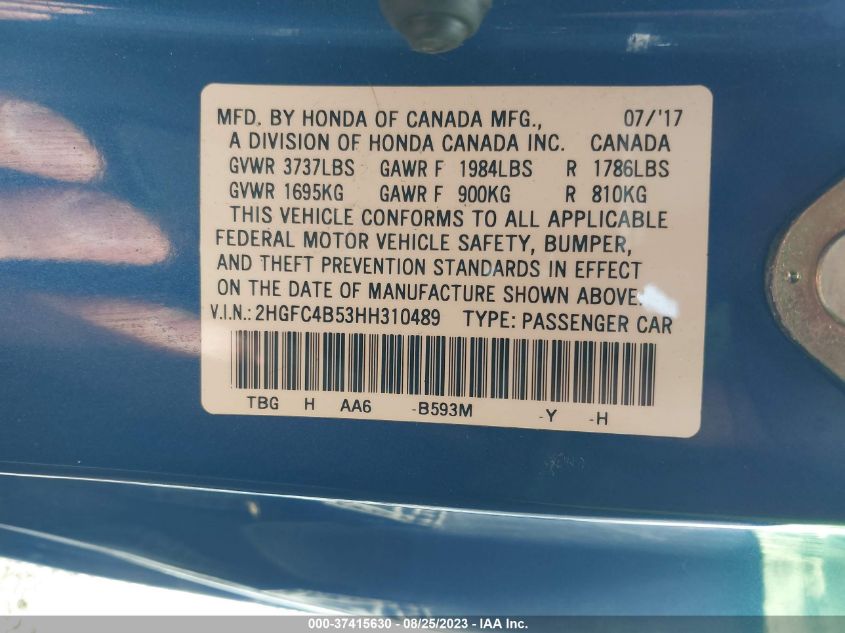 MFD. BY HONDA OF CANADA MFG., 07/'17
A DIVISION OF HONDA CANADA INC. CANADA
GVWR 3737LBS GAWR F 1984LBS R 1786LBS
GVWR 1695KG GAWR F 900KG R 810KG
THIS VEHICLE CONFORMS TO ALL APPLICABLE
FEDERAL MOTOR VEHICLE SAFETY, BUMPER,
AND THEFT PREVENTION STANDARDS IN EFFECT
ON THE DATE OF MANUFACTURE SHOWN ABOVE.
V.I.N.: 2HGFC4B53HH310489 TYPE: PASSENGER CAR
TBG H AA6 -B593M -Y -H
000-37415630 - 08/25/2023 - IAA Inc.